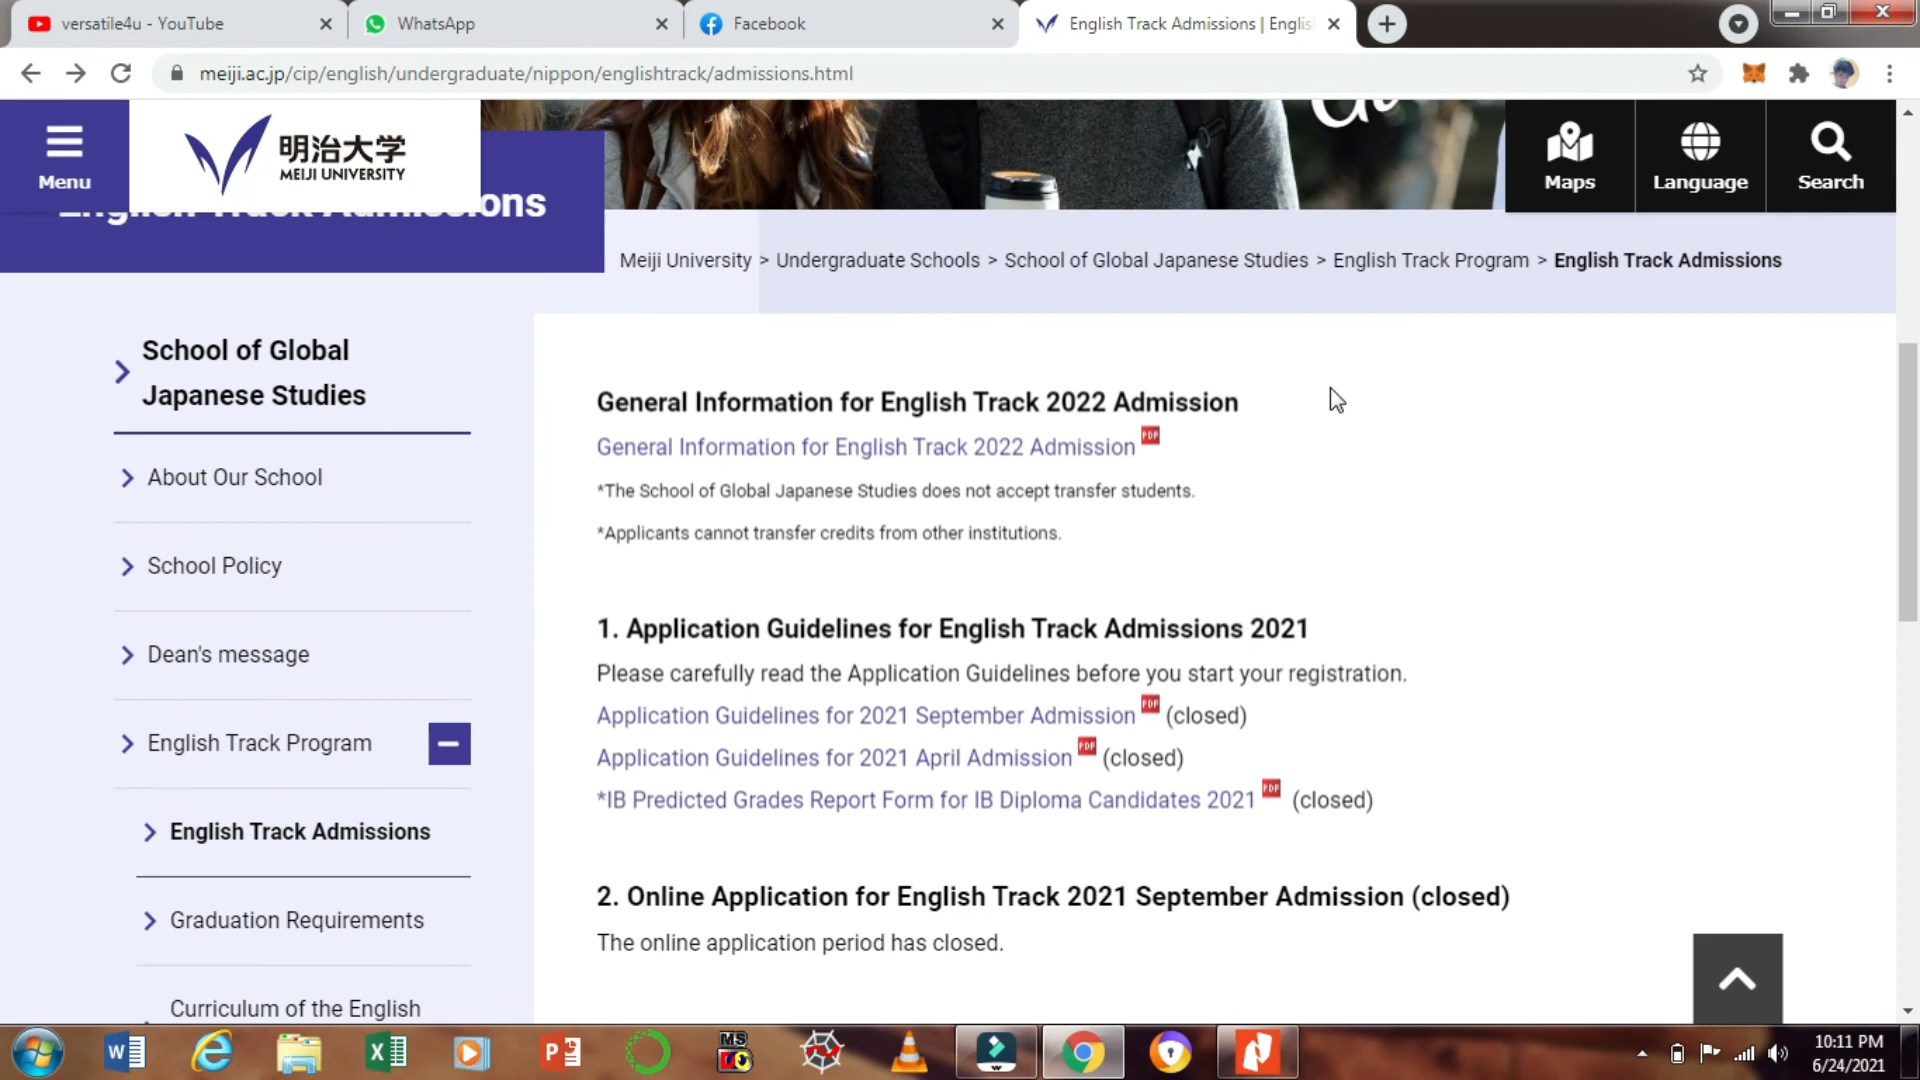 versatile4u - YouTube
WhatsApp
Facebook
English Track Admissions | Englis
meiji.ac.jp/cip/english/undergraduate/nippon/englishtrack/admissions.html
Menu
明治大学
MEIJI UNIVERSITY
Maps
Language
Search
English Track Admissions
Meiji University > Undergraduate Schools > School of Global Japanese Studies > English Track Program > English Track Admissions
School of Global
Japanese Studies
About Our School
School Policy
Dean's message
English Track Program
English Track Admissions
Graduation Requirements
Curriculum of the English
General Information for English Track 2022 Admission
General Information for English Track 2022 Admission PDF
*The School of Global Japanese Studies does not accept transfer students.
*Applicants cannot transfer credits from other institutions.
1. Application Guidelines for English Track Admissions 2021
Please carefully read the Application Guidelines before you start your registration.
Application Guidelines for 2021 September Admission PDF (closed)
Application Guidelines for 2021 April Admission PDF (closed)
*IB Predicted Grades Report Form for IB Diploma Candidates 2021 PDF (closed)
2. Online Application for English Track 2021 September Admission (closed)
The online application period has closed.
10:11 PM
6/24/2021